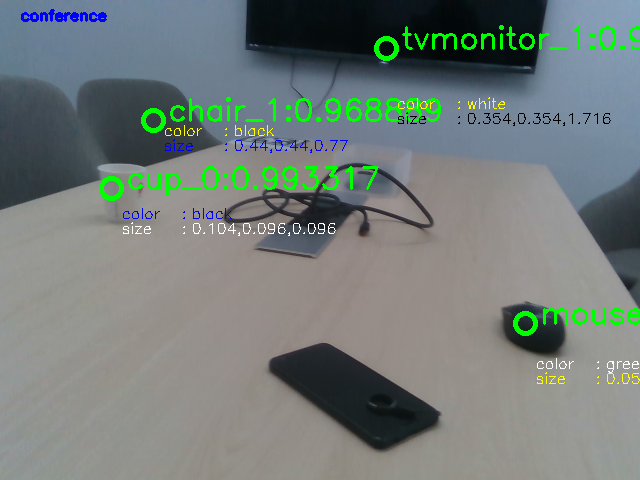 conference
tvmonitor_1:0.9
color : white
size : 0.354,0.354,1.716
chair_1:0.968899
color : black
size : 0.44,0.44,0.77
cup_0:0.993317
color : black
size : 0.104,0.096,0.096
mouse
color : gree
size : 0.05